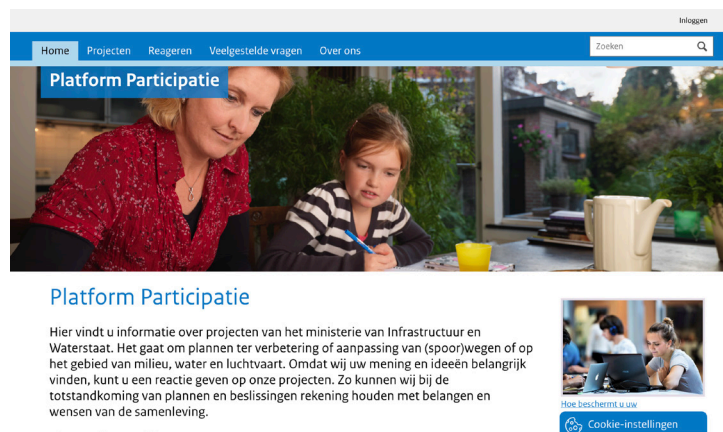 Inloggen
Home Projecten Reageren Veelgestelde vragen Over ons Zoeken
Platform Participatie
Platform Participatie
Hier vindt u informatie over projecten van het ministerie van Infrastructuur en
Waterstaat. Het gaat om plannen ter verbetering of aanpassing van (spoor)wegen of op
het gebied van milieu, water en luchtvaart. Omdat wij uw mening en ideeën belangrijk
vinden, kunt u een reactie geven op onze projecten. Zo kunnen wij bij de
totstandkoming van plannen en beslissingen rekening houden met belangen en
wensen van de samenleving.
Hoe beschermt u uw
Cookie-instellingen